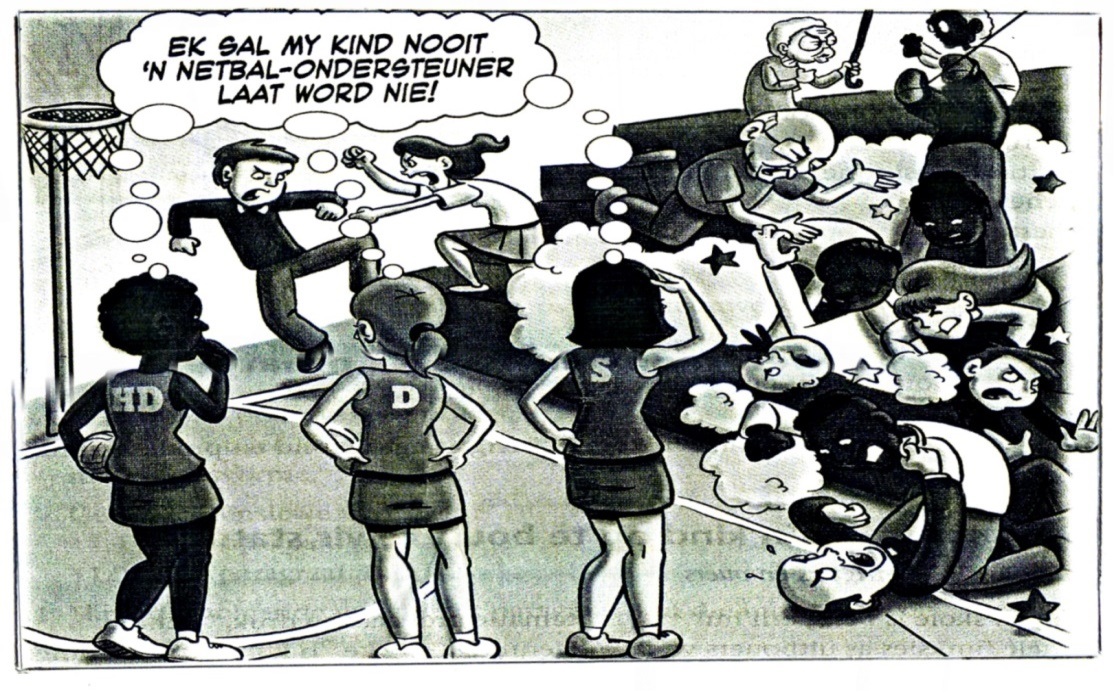 EK SAL MY KIND NOOIT
'N NETBAL-ONDERSTEUNER
LAAT WORD NIE!
HD
D
S